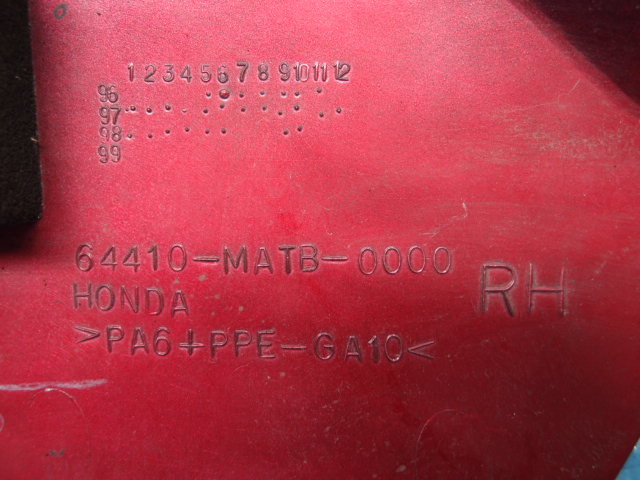 1 2 3 4 5 6 7 8 9 10 11 12
96
97
98
99
64410-MATB-0000
HONDA
RH
>PA6+PPE-GA10<